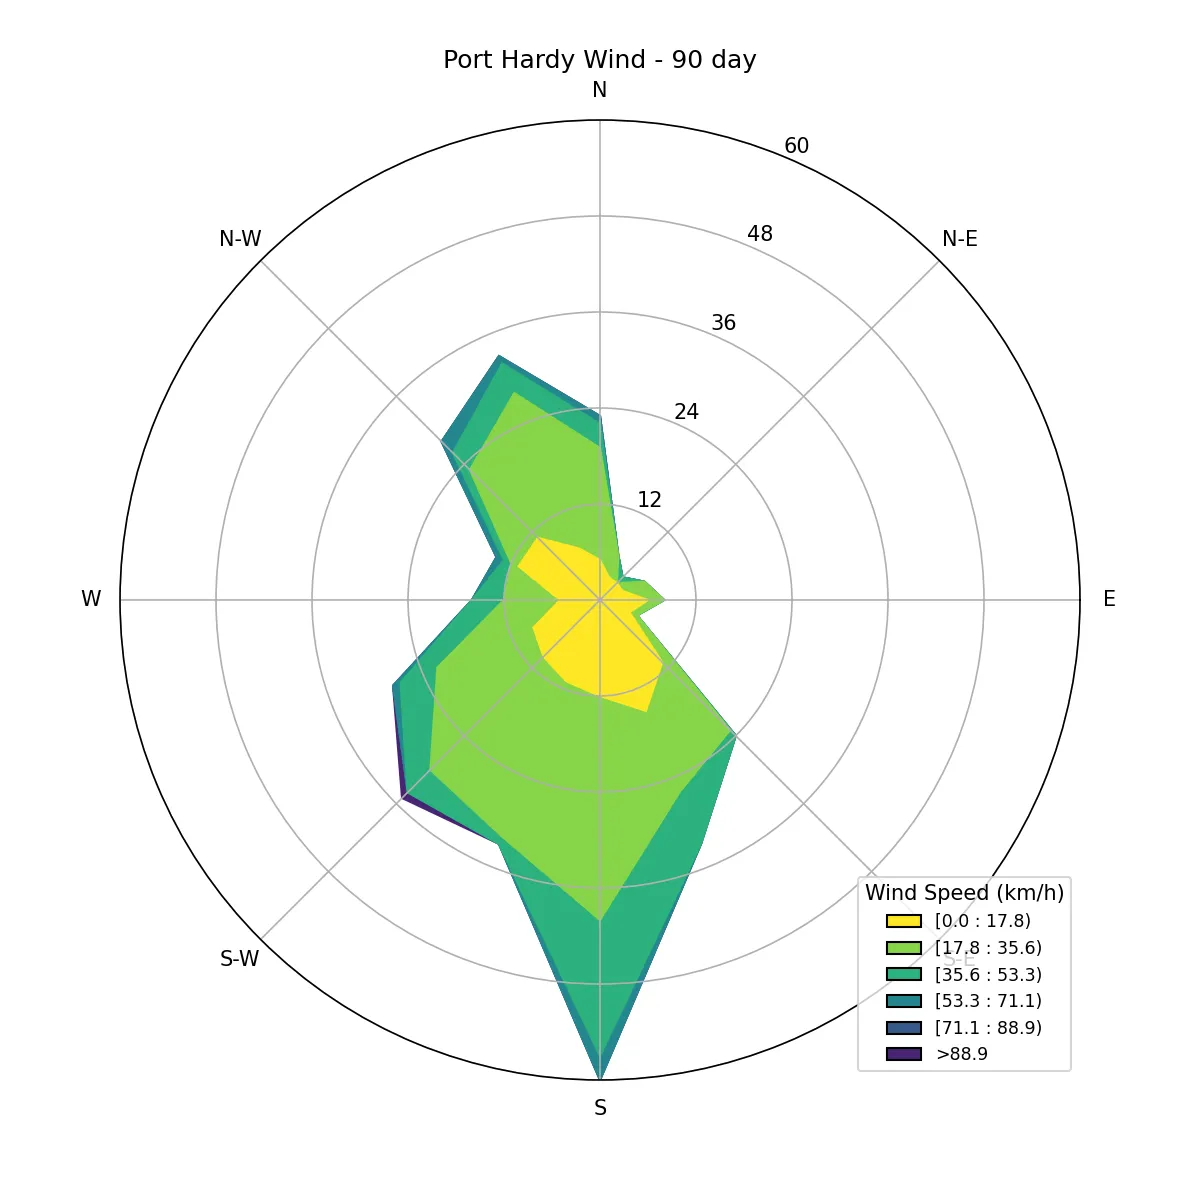 Port Hardy Wind - 90 day
N
60
N-W
48
N-E
36
24
12
W
E
S-W
S-E
S
Wind Speed (km/h)
[0.0 : 17.8)
[17.8 : 35.6)
[35.6 : 53.3)
[53.3 : 71.1)
[71.1 : 88.9)
>88.9